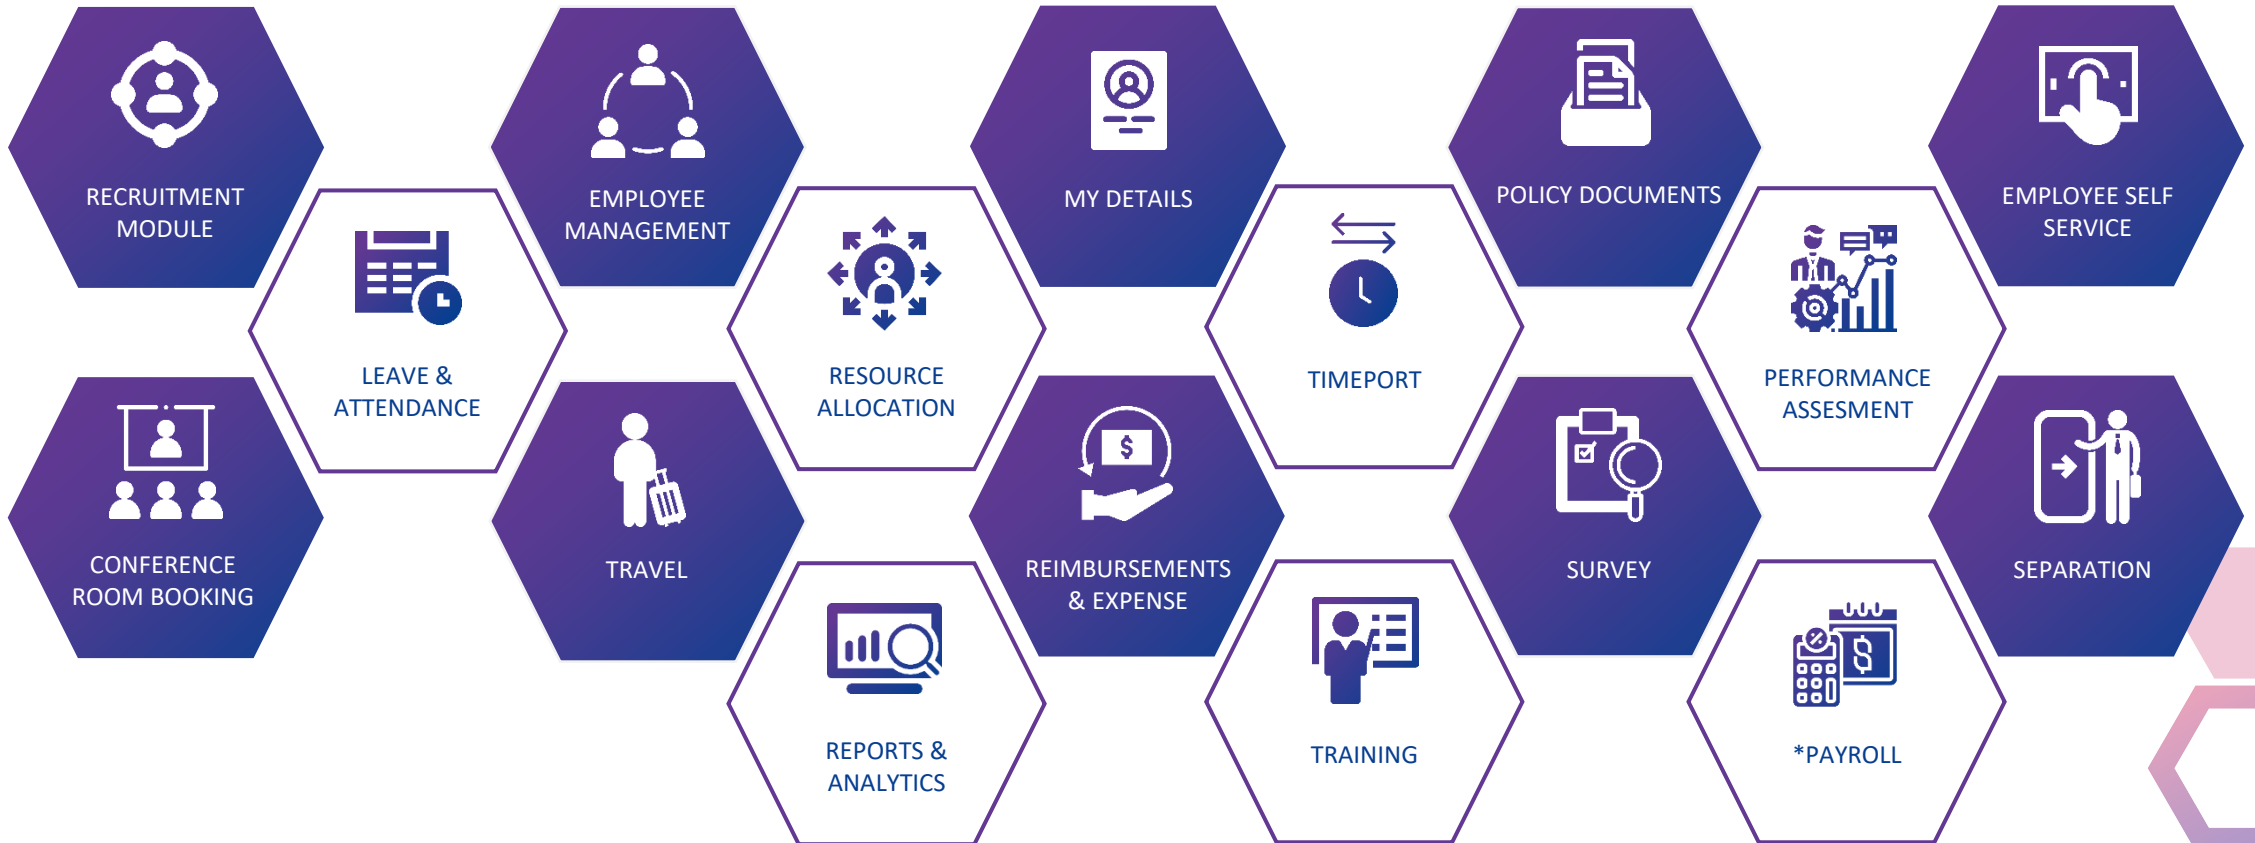 RECRUITMENT
MODULE
EMPLOYEE
MANAGEMENT
MY DETAILS
POLICY DOCUMENTS
EMPLOYEE SELF
SERVICE
LEAVE &
ATTENDANCE
RESOURCE
ALLOCATION
TIMEPORT
PERFORMANCE
ASSESMENT
CONFERENCE
ROOM BOOKING
TRAVEL
REIMBURSEMENTS
& EXPENSE
SURVEY
SEPARATION
REPORTS &
ANALYTICS
TRAINING
*PAYROLL